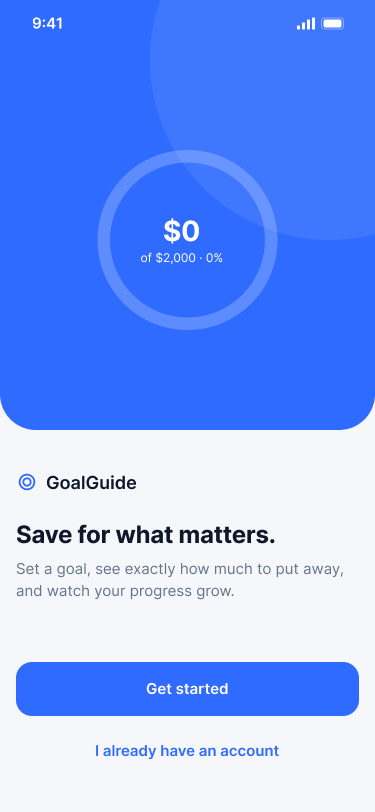 9:41
$0
of $2,000 · 0%
GoalGuide
Save for what matters.
Set a goal, see exactly how much to put away,
and watch your progress grow.
Get started
I already have an account